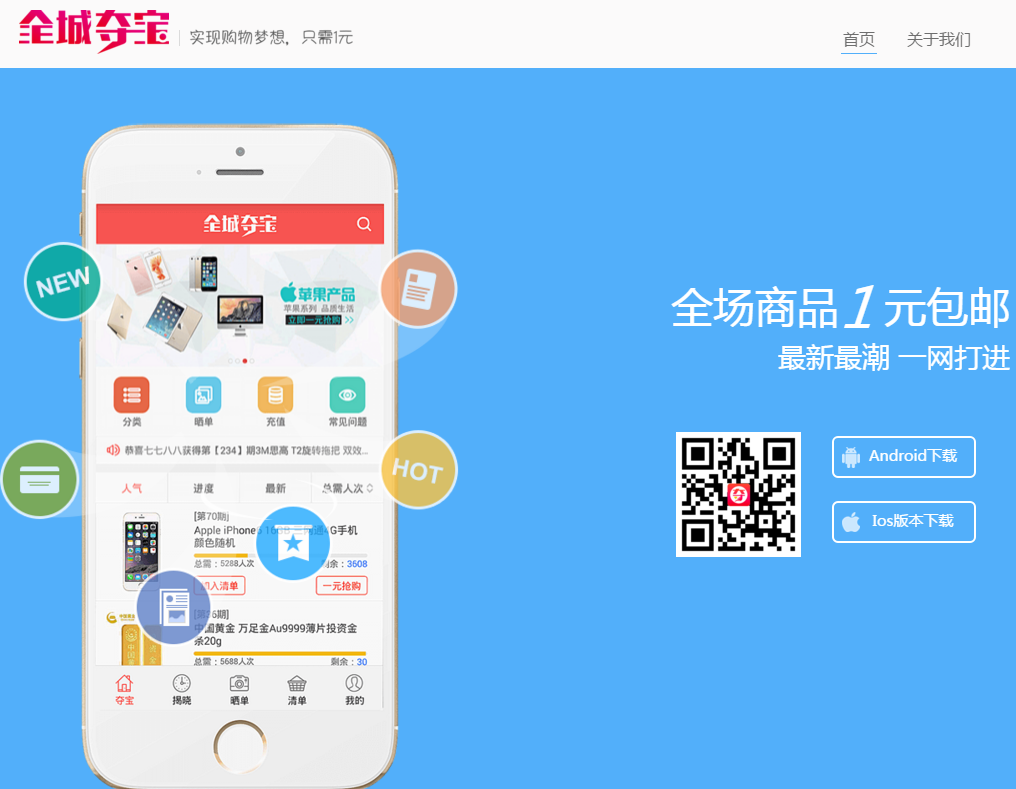 全城夺宝
实现购物梦想，只需1元
首页 关于我们
全城夺宝
NEW
苹果产品
苹果系列 品质生活
立即一元抢购 >>
分类 晒单 充值 常见问题
恭喜七七八八获得第【234】期3M思高 T2旋转拖把 双效...
人气 进度 最新 总需人次
HOT
[第70期]
Apple iPhone 16GB 三网通4G手机
颜色随机
总需：5288人次 剩余：3608
加入清单 一元抢购
中国黄金 万足金Au9999薄片投资金
条20g
总需：5688人次 剩余：30
夺宝 揭晓 晒单 清单 我的
全场商品1元包邮
最新最潮 一网打进
夺
Android下载
Ios版本下载